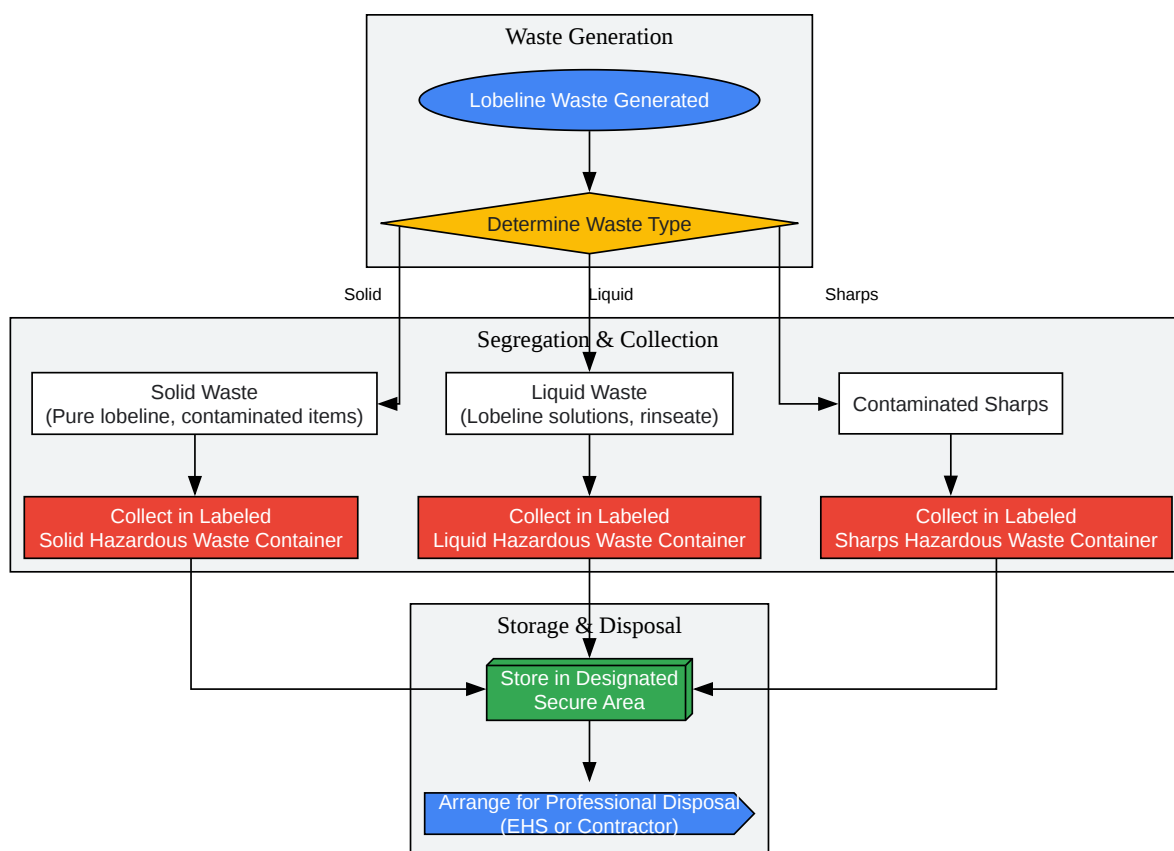 Waste Generation
Lobeline Waste Generated
Determine Waste Type
Solid
Liquid
Sharps
Segregation & Collection
Solid Waste
(Pure lobeline, contaminated items)
Liquid Waste
(Lobeline solutions, rinseate)
Contaminated Sharps
Collect in Labeled
Solid Hazardous Waste Container
Collect in Labeled
Liquid Hazardous Waste Container
Collect in Labeled
Sharps Hazardous Waste Container
Storage & Disposal
Store in Designated
Secure Area
Arrange for Professional Disposal
(EHS or Contractor)